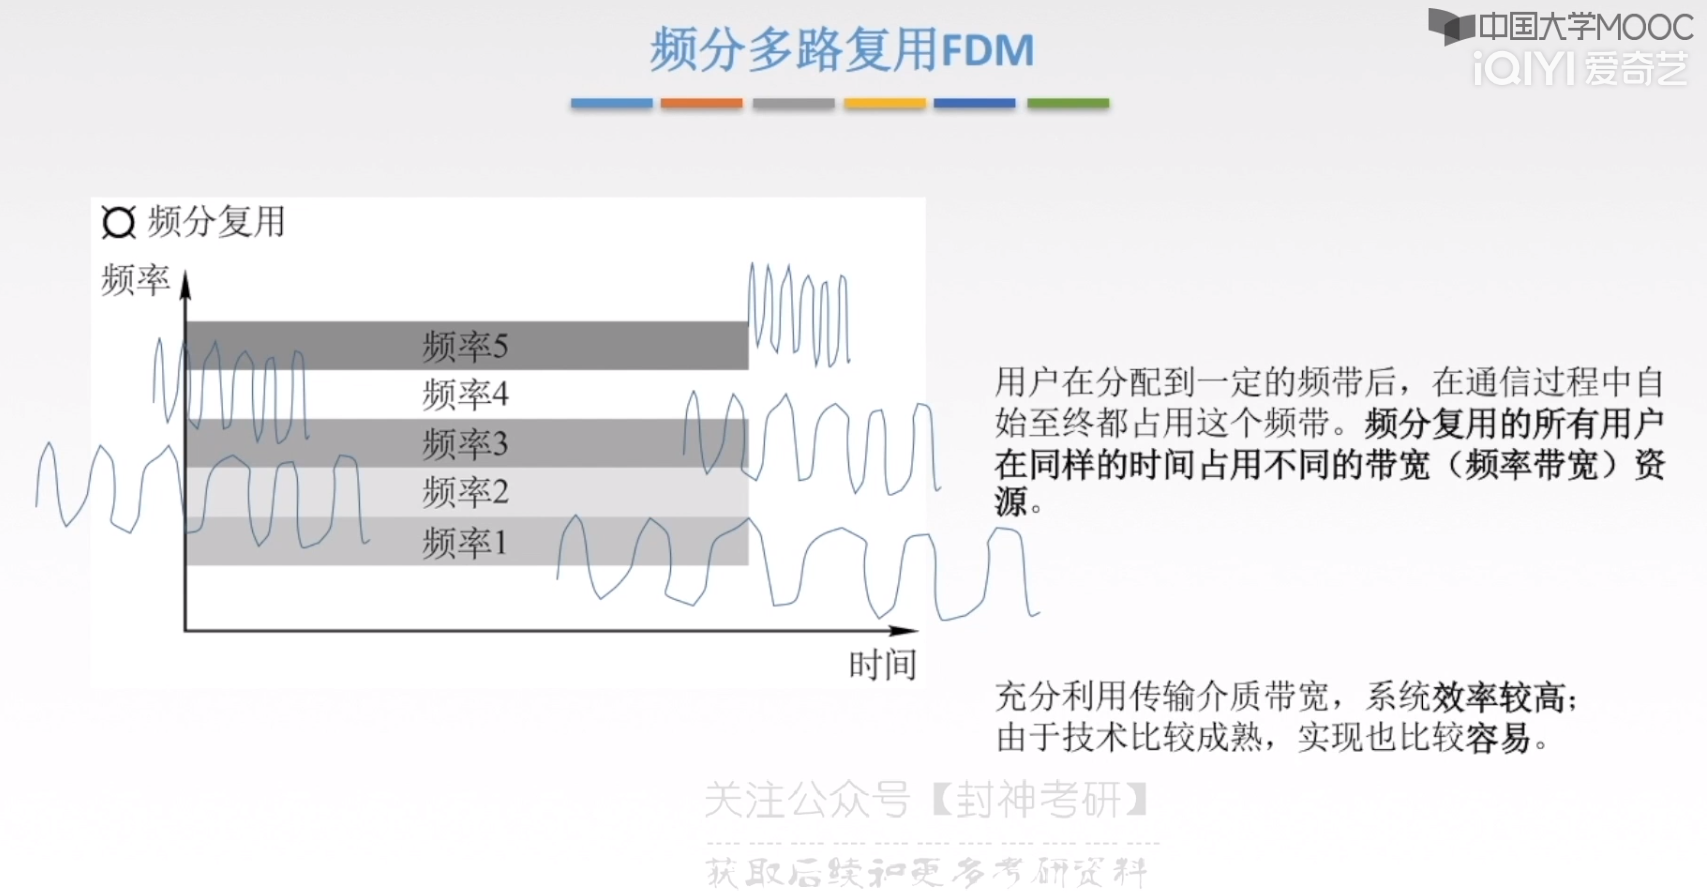 频分多路复用FDM
中国大学MOOC
iQIYI 爱奇艺
频分复用
频率
频率5
频率4
频率3
频率2
频率1
时间
用户在分配到一定的频带后，在通信过程中自
始至终都占用这个频带。频分复用的所有用户
在同样的时间占用不同的带宽（频率带宽）资
源。
充分利用传输介质带宽，系统效率较高；
由于技术比较成熟，实现也比较容易。
关注公众号【封神考研】
获取后续和更多考研资料